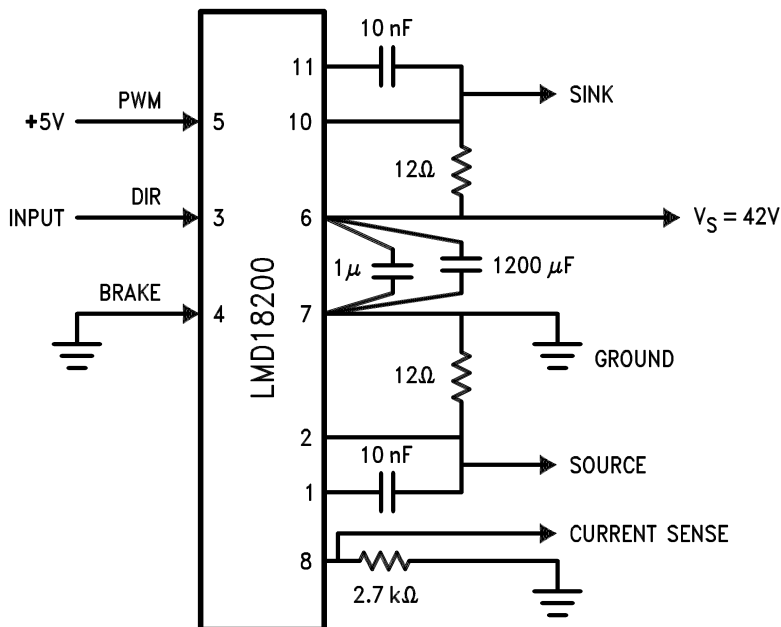 10 nF
11
SINK
PWM
+5V
5
10
12Ω
DIR
INPUT
3
6
V_S = 42V
1μ
1200 μF
BRAKE
4
7
LMD18200
GROUND
12Ω
2
10 nF
SOURCE
1
CURRENT SENSE
8
2.7 kΩ